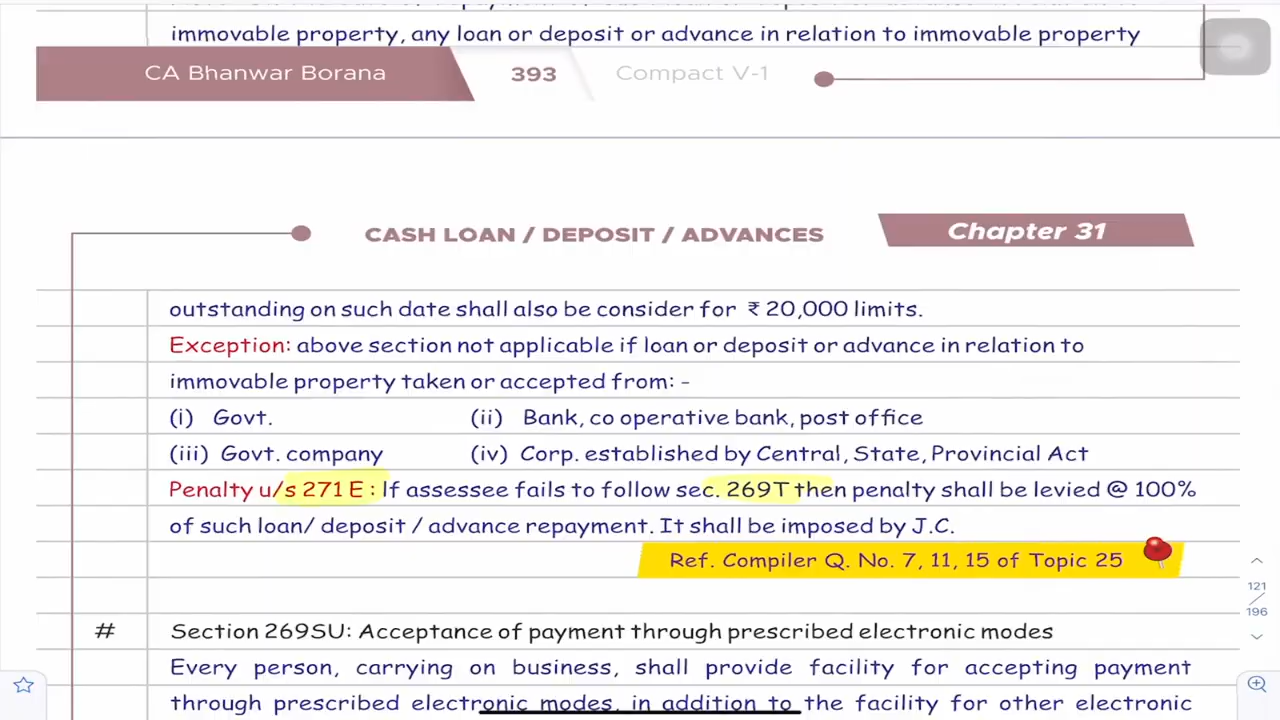 immovable property, any loan or deposit or advance in relation to immovable property
CA Bhanwar Borana 393 Compact V-1
CASH LOAN / DEPOSIT / ADVANCES Chapter 31
outstanding on such date shall also be consider for ₹ 20,000 limits.
Exception: above section not applicable if loan or deposit or advance in relation to
immovable property taken or accepted from: -
(i) Govt. (ii) Bank, co operative bank, post office
(iii) Govt. company (iv) Corp. established by Central, State, Provincial Act
Penalty u/s 271 E : If assessee fails to follow sec. 269T then penalty shall be levied @ 100%
of such loan/ deposit / advance repayment. It shall be imposed by J.C.
Ref. Compiler Q. No. 7, 11, 15 of Topic 25
121
196
# Section 269SU: Acceptance of payment through prescribed electronic modes
Every person, carrying on business, shall provide facility for accepting payment
through prescribed electronic modes, in addition to the facility for other electronic